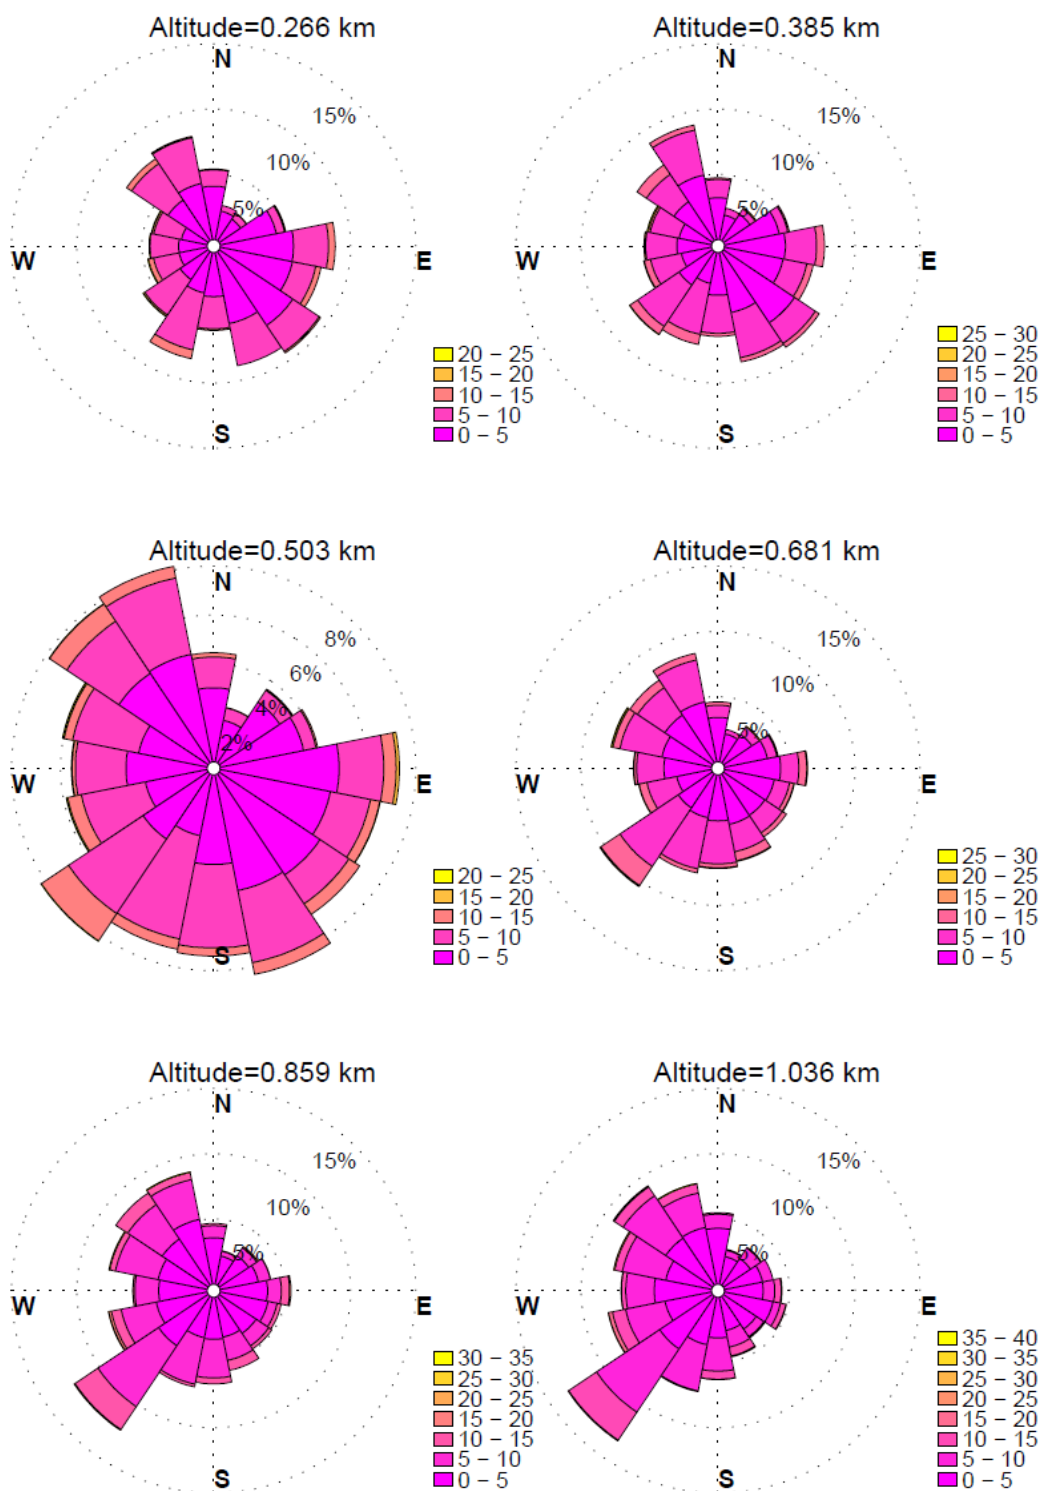 Altitude=0.266 km
N
15%
10%
5%
W
E
S
20 − 25
15 − 20
10 − 15
5 − 10
0 − 5
Altitude=0.385 km
N
15%
10%
5%
W
E
S
25 − 30
20 − 25
15 − 20
10 − 15
5 − 10
0 − 5
Altitude=0.503 km
N
8%
6%
4%
2%
W
E
S
20 − 25
15 − 20
10 − 15
5 − 10
0 − 5
Altitude=0.681 km
N
15%
10%
5%
W
E
S
25 − 30
20 − 25
15 − 20
10 − 15
5 − 10
0 − 5
Altitude=0.859 km
N
15%
10%
5%
W
E
S
30 − 35
25 − 30
20 − 25
15 − 20
10 − 15
5 − 10
0 − 5
Altitude=1.036 km
N
15%
10%
5%
W
E
S
35 − 40
30 − 35
25 − 30
20 − 25
15 − 20
10 − 15
5 − 10
0 − 5